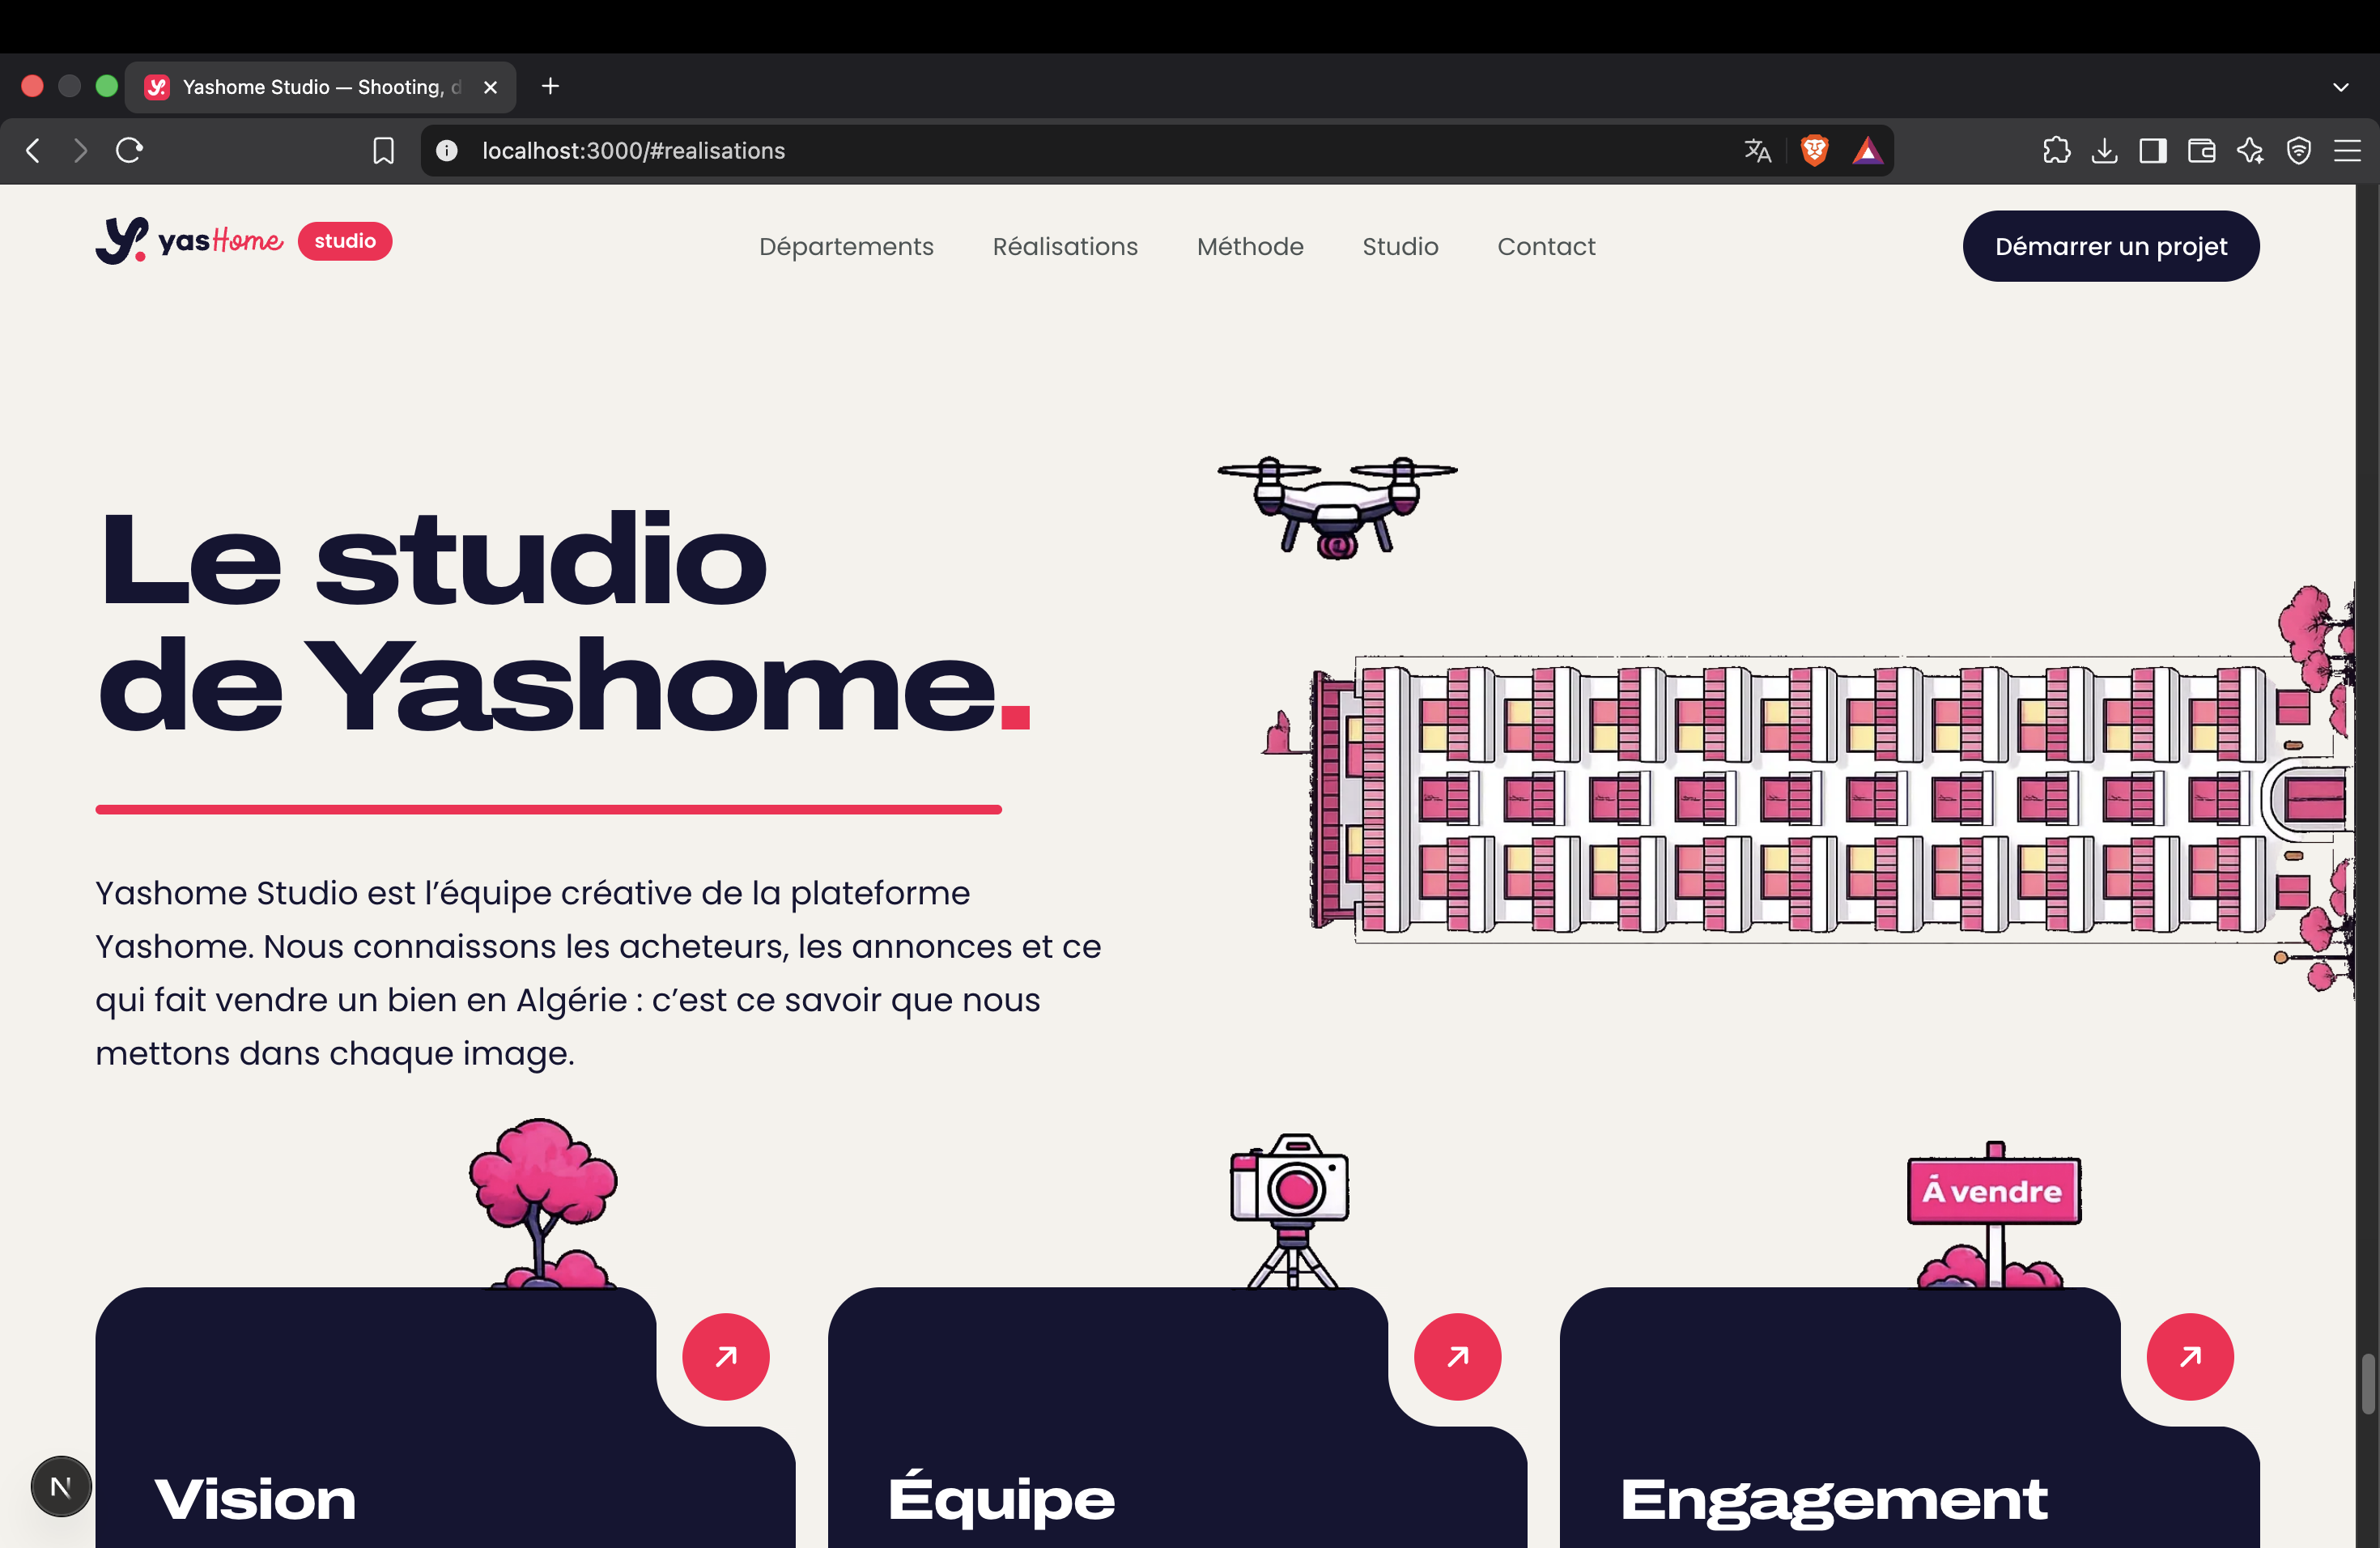 Yashome Studio — Shooting, d
localhost:3000/#realisations
yasHome studio
Départements
Réalisations
Méthode
Studio
Contact
Démarrer un projet
Le studio
de Yashome.
Yashome Studio est l’équipe créative de la plateforme
Yashome. Nous connaissons les acheteurs, les annonces et ce
qui fait vendre un bien en Algérie : c’est ce savoir que nous
mettons dans chaque image.
Á vendre
Vision
Équipe
Engagement
N